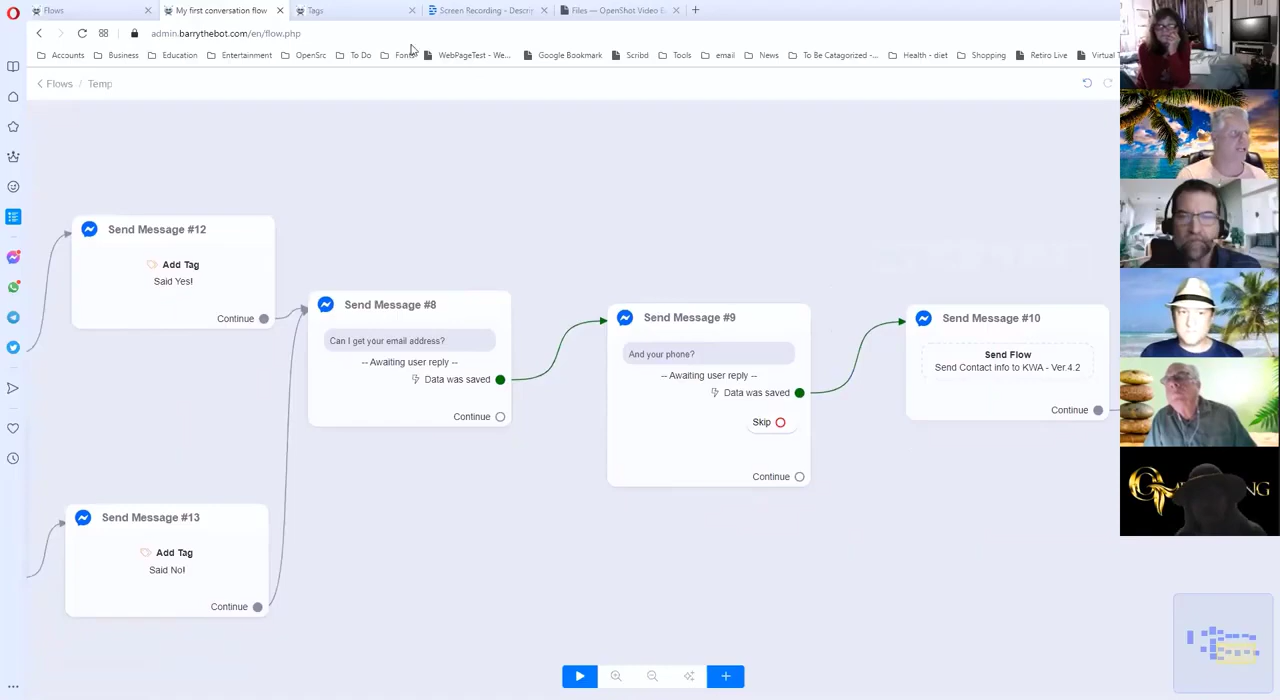 Flows
My first conversation flow
Tags
Screen Recording - Descrip
Files — OpenShot Video E
admin.barrythebot.com/en/flow.php
Accounts
Business
Education
Entertainment
OpenSrc
To Do
Fonts
WebPageTest - We...
Google Bookmark
Scribd
Tools
email
News
To Be Catagorized -...
Health - diet
Shopping
Retiro Live
Virtual T
Flows / Temp
Send Message #12
Add Tag
Said Yes!
Continue
Send Message #8
Can I get your email address?
-- Awaiting user reply --
Data was saved
Continue
Send Message #9
And your phone?
-- Awaiting user reply --
Data was saved
Skip
Continue
Send Message #10
Send Flow
Send Contact info to KWA - Ver.4.2
Continue
Send Message #13
Add Tag
Said No!
Continue